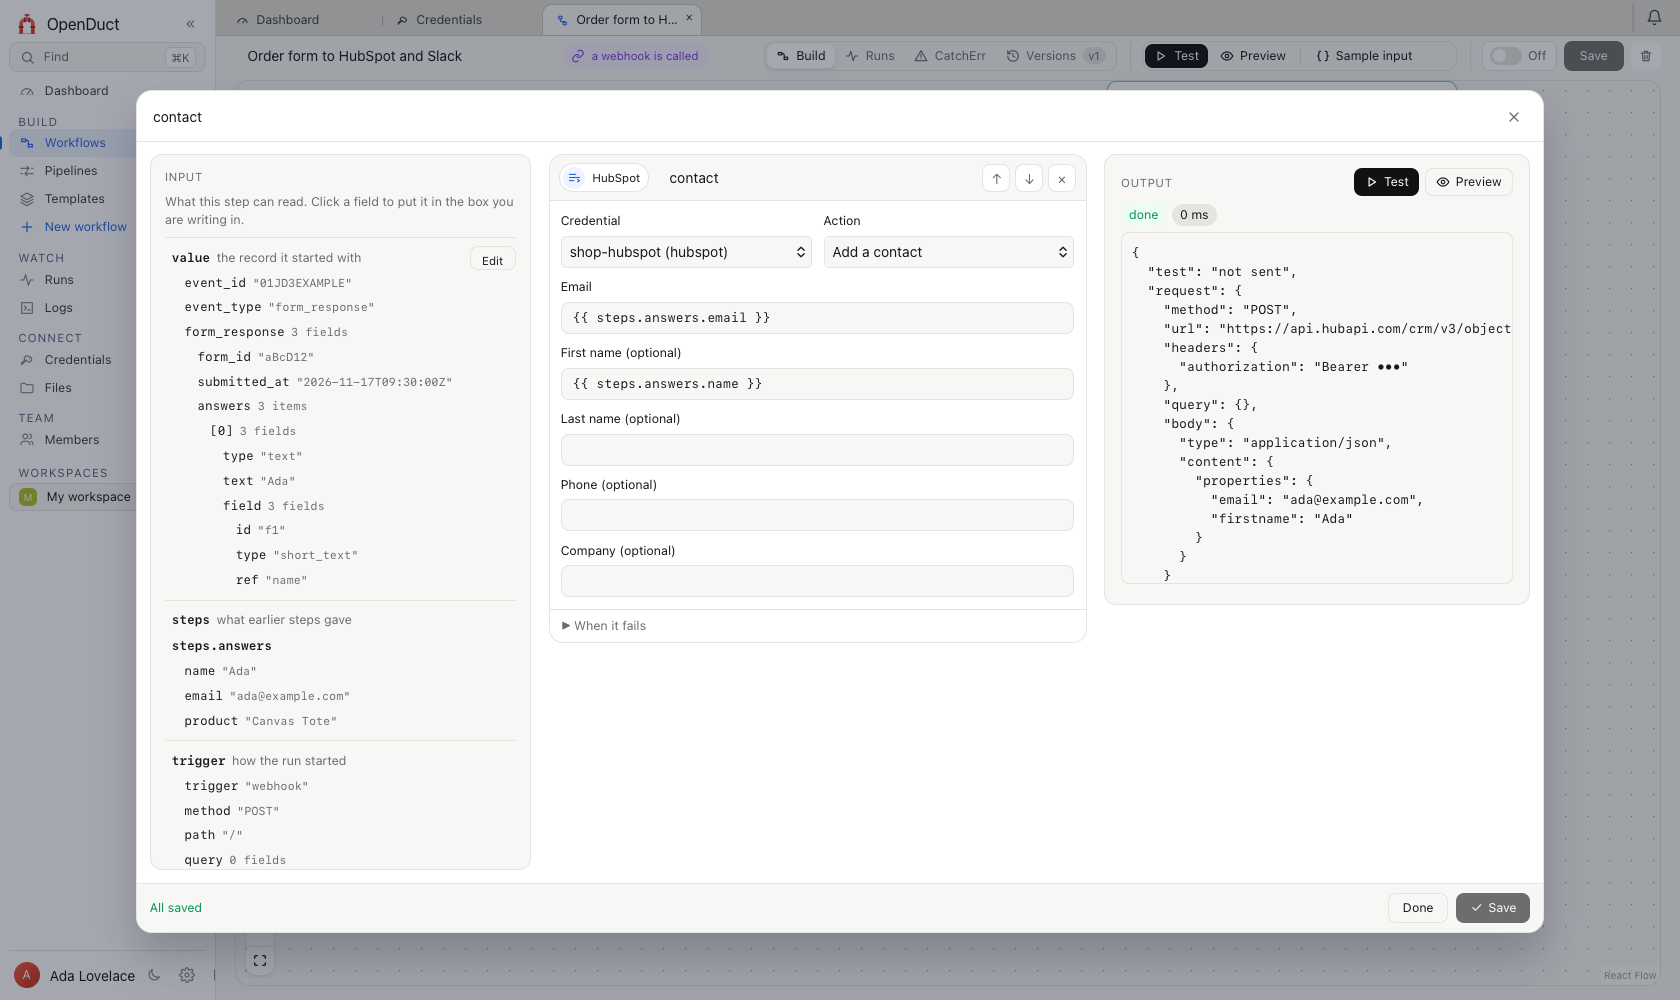 OpenDuct
«
Find
⌘K
Dashboard
BUILD
Workflows
Pipelines
Templates
New workflow
WATCH
Runs
Logs
CONNECT
Credentials
Files
TEAM
Members
WORKSPACES
M
My workspace
A
Ada Lovelace
Dashboard
Credentials
Order form to H...
×
Order form to HubSpot and Slack
a webhook is called
Build
Runs
CatchErr
Versions
v1
Test
Preview
{ } Sample input
Off
Save
contact
INPUT
What this step can read. Click a field to put it in the box you
are writing in.
value the record it started with
Edit
event_id "01JD3EXAMPLE"
event_type "form_response"
form_response 3 fields
form_id "aBcD12"
submitted_at "2026-11-17T09:30:00Z"
answers 3 items
[0] 3 fields
type "text"
text "Ada"
field 3 fields
id "f1"
type "short_text"
ref "name"
steps what earlier steps gave
steps.answers
name "Ada"
email "ada@example.com"
product "Canvas Tote"
trigger how the run started
trigger "webhook"
method "POST"
path "/"
query 0 fields
HubSpot
contact
↑
↓
×
Credential
Action
shop-hubspot (hubspot)
Add a contact
Email
{{ steps.answers.email }}
First name (optional)
{{ steps.answers.name }}
Last name (optional)
Phone (optional)
Company (optional)
When it fails
OUTPUT
Test
Preview
done
0 ms
{
"test": "not sent",
"request": {
"method": "POST",
"url": "https://api.hubapi.com/crm/v3/object
"headers": {
"authorization": "Bearer •••"
},
"query": {},
"body": {
"type": "application/json",
"content": {
"properties": {
"email": "ada@example.com",
"firstname": "Ada"
}
}
}
All saved
Done
Save
React Flow